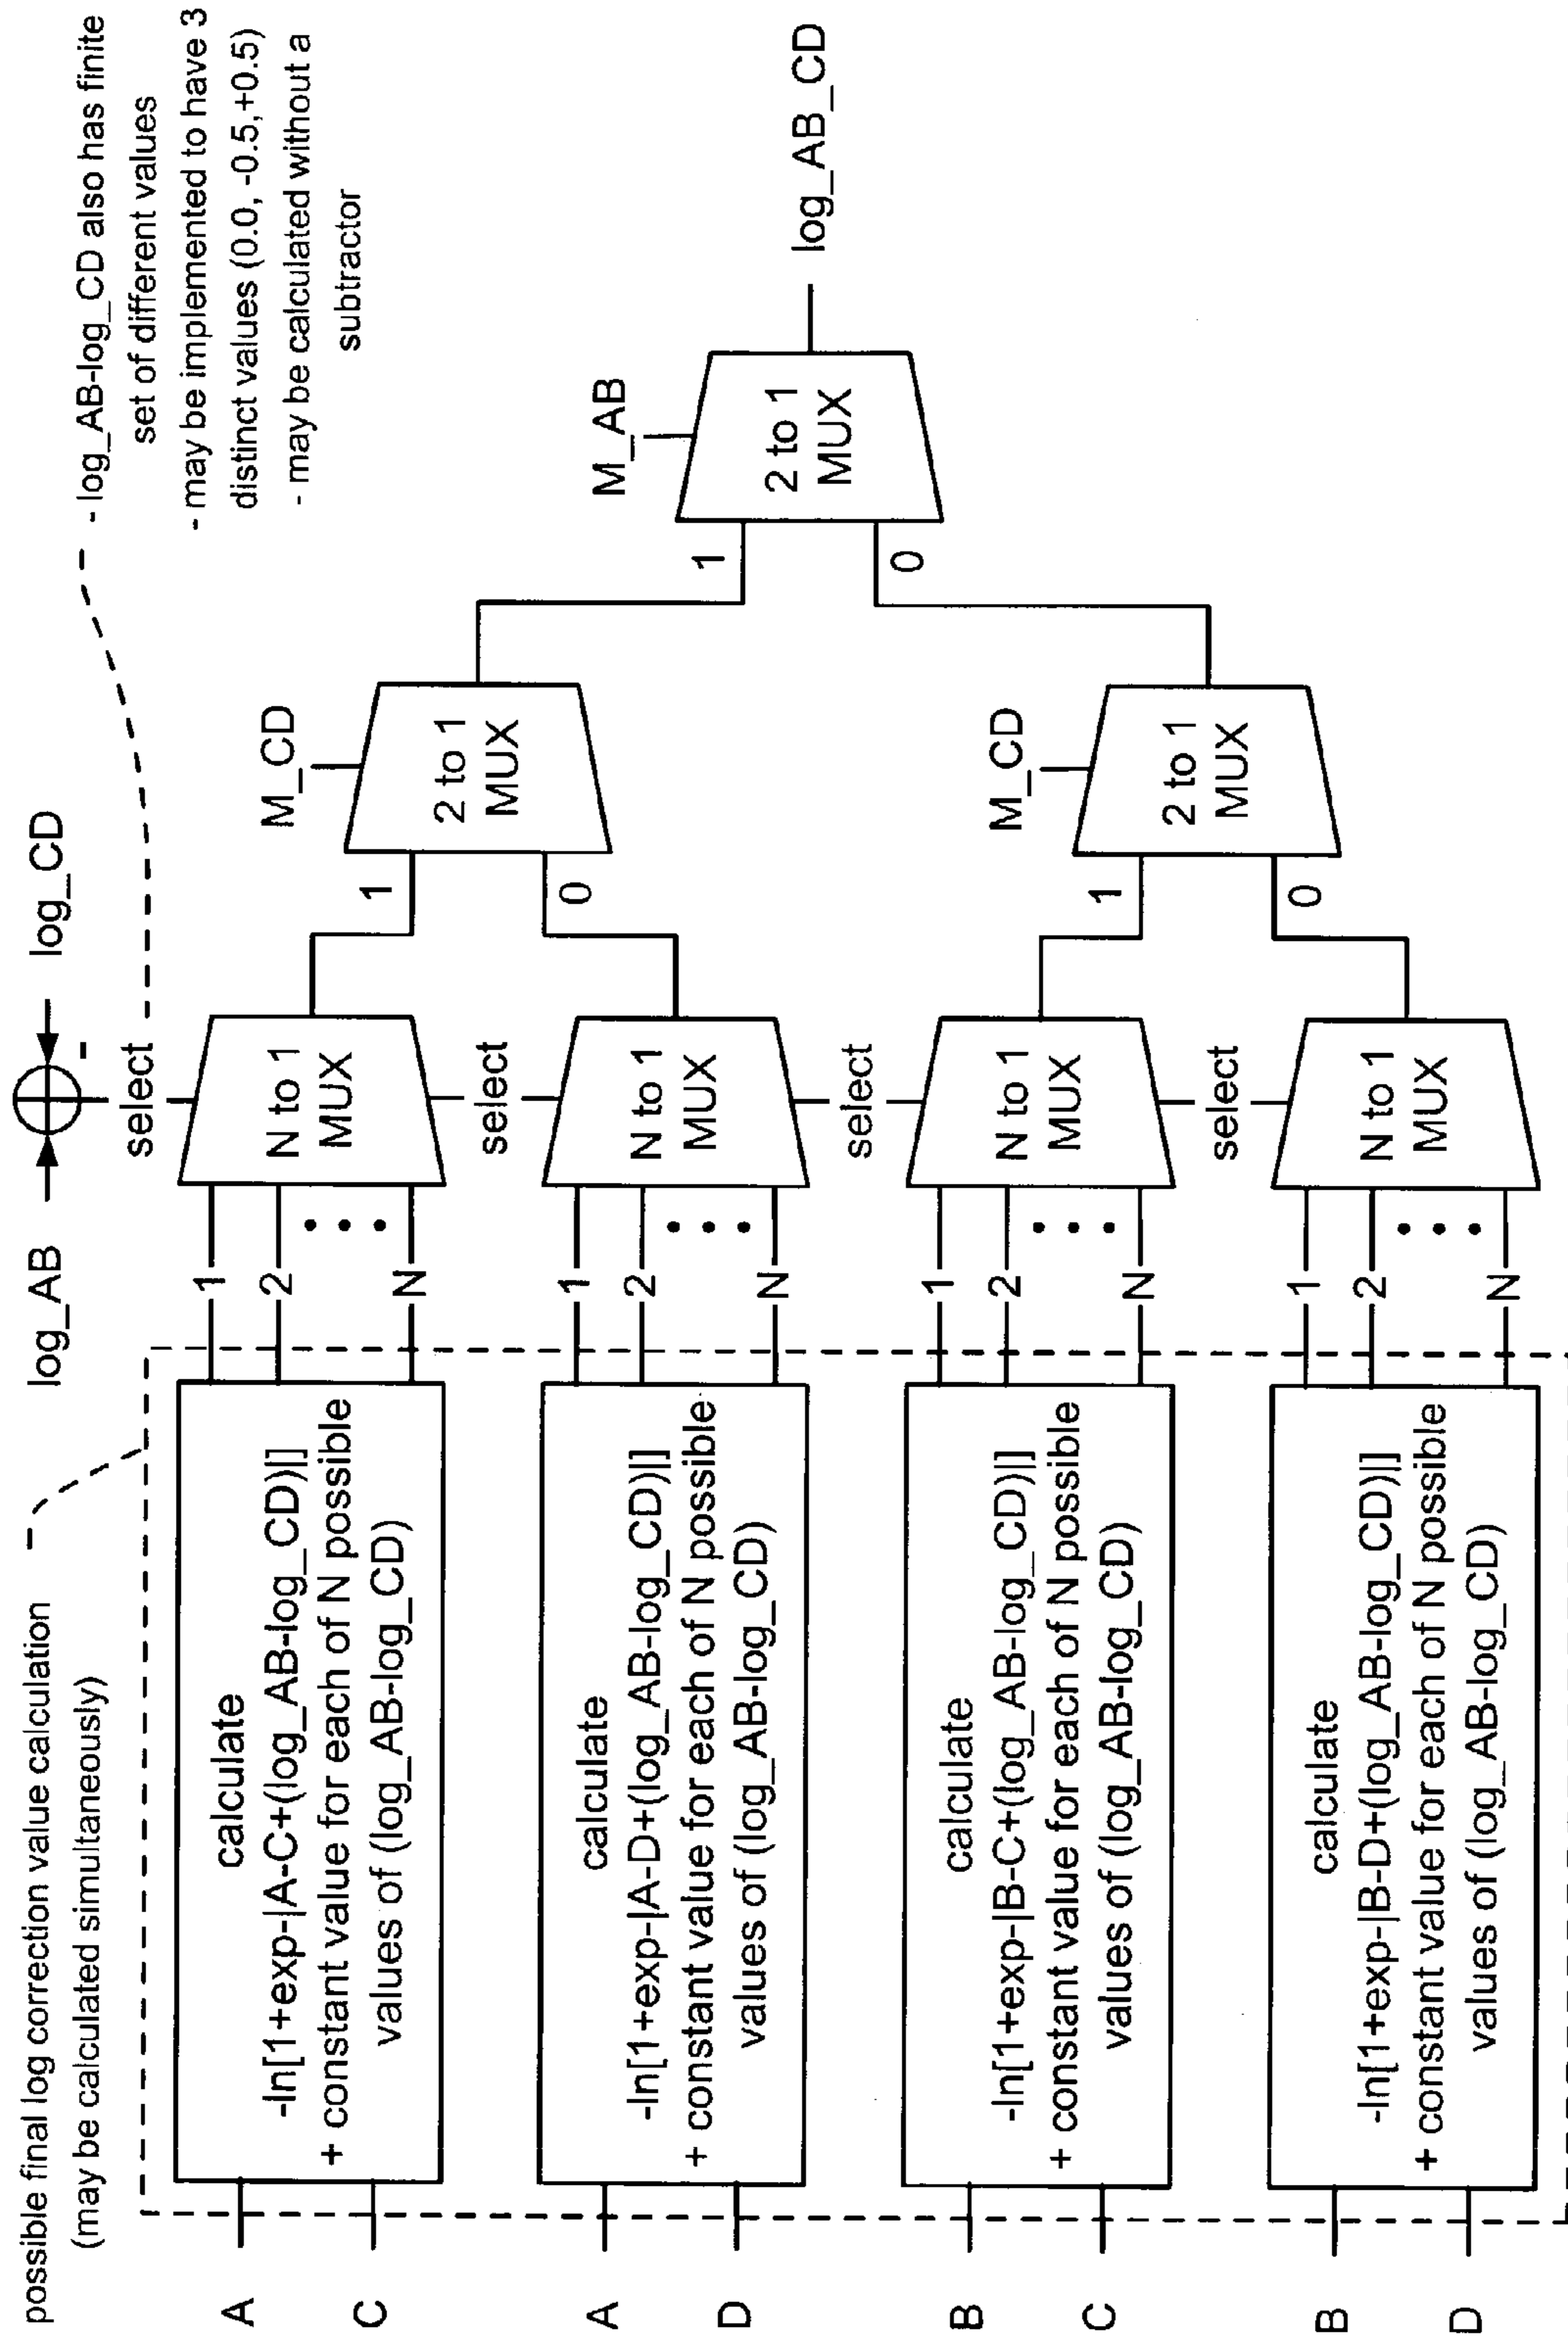 possible final log correction value calculation
(may be calculated simultaneously)
log_AB
log_CD
-
- log_AB-log_CD also has finite
set of different values
- may be implemented to have 3
distinct values (0.0, -0.5,+0.5)
- may be calculated without a
subtractor
A
C
calculate
-ln[1+exp-|A-C+(log_AB-log_CD)|]
+ constant value for each of N possible
values of (log_AB-log_CD)
1
2
N
select
N to 1
MUX
A
D
calculate
-ln[1+exp-|A-D+(log_AB-log_CD)|]
+ constant value for each of N possible
values of (log_AB-log_CD)
1
2
N
select
N to 1
MUX
B
C
calculate
-ln[1+exp-|B-C+(log_AB-log_CD)|]
+ constant value for each of N possible
values of (log_AB-log_CD)
1
2
N
select
N to 1
MUX
B
D
calculate
-ln[1+exp-|B-D+(log_AB-log_CD)|]
+ constant value for each of N possible
values of (log_AB-log_CD)
1
2
N
select
N to 1
MUX
1
0
M_CD
2 to 1
MUX
1
0
M_CD
2 to 1
MUX
1
0
M_AB
2 to 1
MUX
log_AB_CD